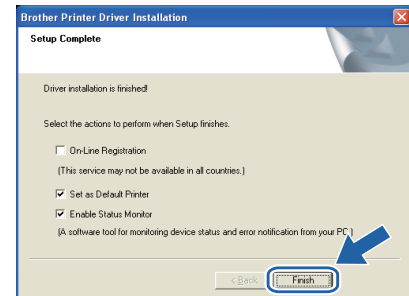 Brother Printer Driver Installation
Setup Complete
Driver installation is finished!
Select the actions to perform when Setup finishes.
On-Line Registration
(This service may not be available in all countries.)
Set as Default Printer
Enable Status Monitor
(A software tool for monitoring device status and error notification from your PC.)
< Back
Finish